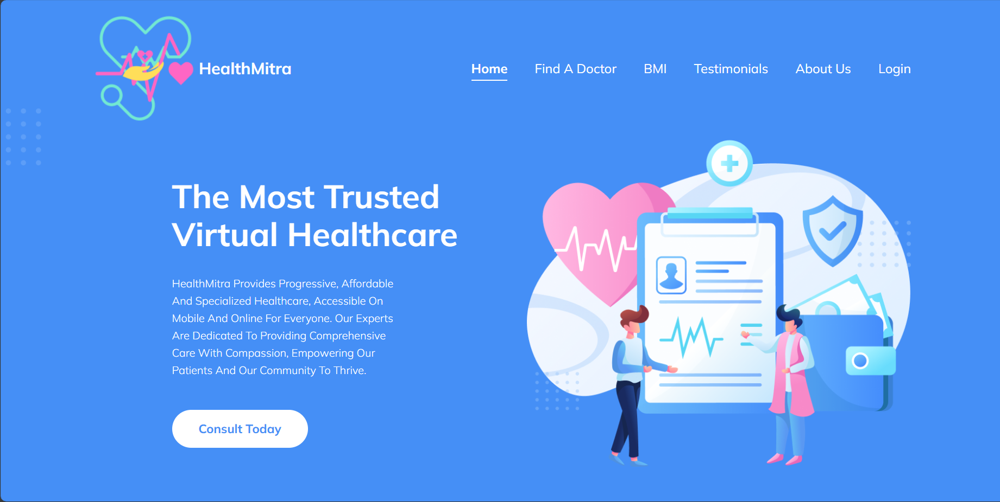 HealthMitra
Home
Find A Doctor
BMI
Testimonials
About Us
Login
The Most Trusted
Virtual Healthcare
HealthMitra Provides Progressive, Affordable
And Specialized Healthcare, Accessible On
Mobile And Online For Everyone. Our Experts
Are Dedicated To Providing Comprehensive
Care With Compassion, Empowering Our
Patients And Our Community To Thrive.
Consult Today